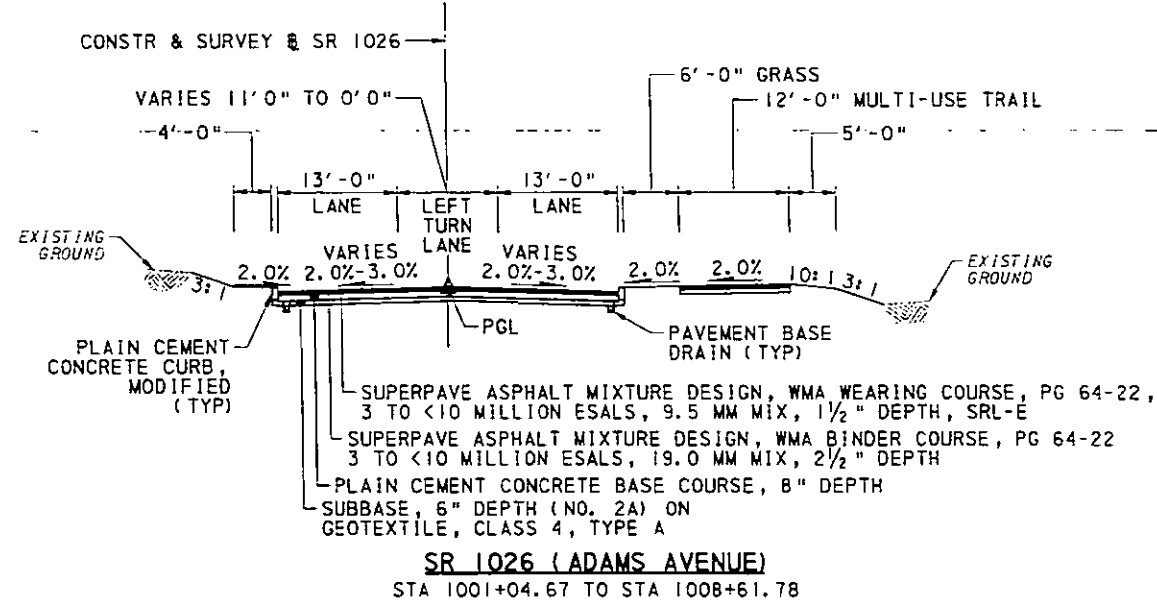 CONSTR & SURVEY ℄ SR 1026
6'-0" GRASS
VARIES 11'0" TO 0'0"
12'-0" MULTI-USE TRAIL
4'-0"
5'-0"
13'-0"
LANE
LEFT
TURN
LANE
13'-0"
LANE
EXISTING
GROUND
VARIES
VARIES
3:1
2.0%
2.0%-3.0%
2.0%-3.0%
2.0%
2.0%
10:1
3:1
EXISTING
GROUND
PGL
PLAIN CEMENT
CONCRETE CURB,
MODIFIED
(TYP)
PAVEMENT BASE
DRAIN (TYP)
SUPERPAVE ASPHALT MIXTURE DESIGN, WMA WEARING COURSE, PG 64-22,
3 TO <10 MILLION ESALS, 9.5 MM MIX, 1½" DEPTH, SRL-E
SUPERPAVE ASPHALT MIXTURE DESIGN, WMA BINDER COURSE, PG 64-22
3 TO <10 MILLION ESALS, 19.0 MM MIX, 2½" DEPTH
PLAIN CEMENT CONCRETE BASE COURSE, 8" DEPTH
SUBBASE, 6" DEPTH (NO. 2A) ON
GEOTEXTILE, CLASS 4, TYPE A
SR 1026 (ADAMS AVENUE)
STA 1001+04.67 TO STA 1008+61.78